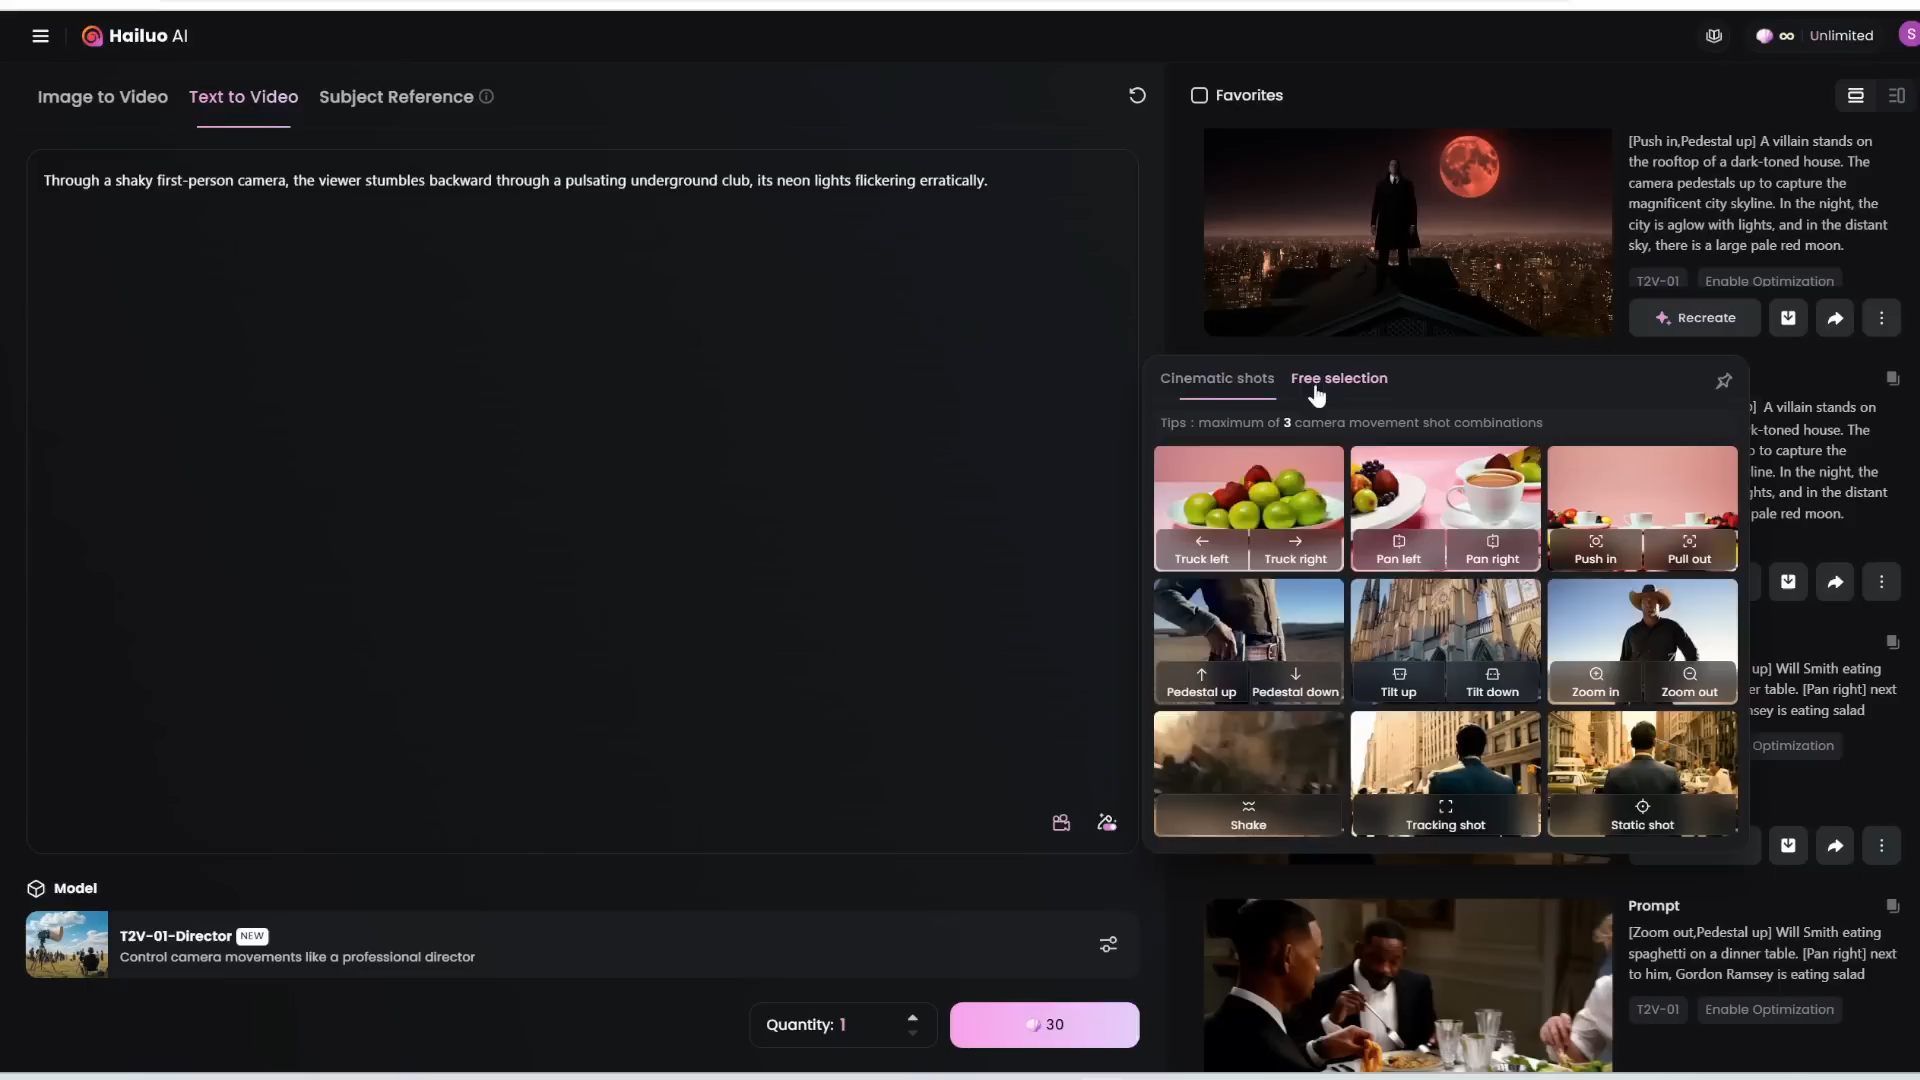 Hailuo AI
Unlimited
S
Image to Video
Text to Video
Subject Reference
Through a shaky first-person camera, the viewer stumbles backward through a pulsating underground club, its neon lights flickering erratically.
Model
T2V-01-Director NEW
Control camera movements like a professional director
Quantity: 1
30
Favorites
[Push in,Pedestal up] A villain stands on
the rooftop of a dark-toned house. The
camera pedestals up to capture the
magnificent city skyline. In the night, the
city is aglow with lights, and in the distant
sky, there is a large pale red moon.
T2V-01
Enable Optimization
Recreate
Cinematic shots
Free selection
Tips : maximum of 3 camera movement shot combinations
Truck left
Truck right
Pan left
Pan right
Push in
Pull out
Pedestal up
Pedestal down
Tilt up
Tilt down
Zoom in
Zoom out
Shake
Tracking shot
Static shot
] A villain stands on
k-toned house. The
to capture the
line. In the night, the
ghts, and in the distant
pale red moon.
up] Will Smith eating
er table. [Pan right] next
sey is eating salad
Optimization
Prompt
[Zoom out,Pedestal up] Will Smith eating
spaghetti on a dinner table. [Pan right] next
to him, Gordon Ramsey is eating salad
T2V-01
Enable Optimization